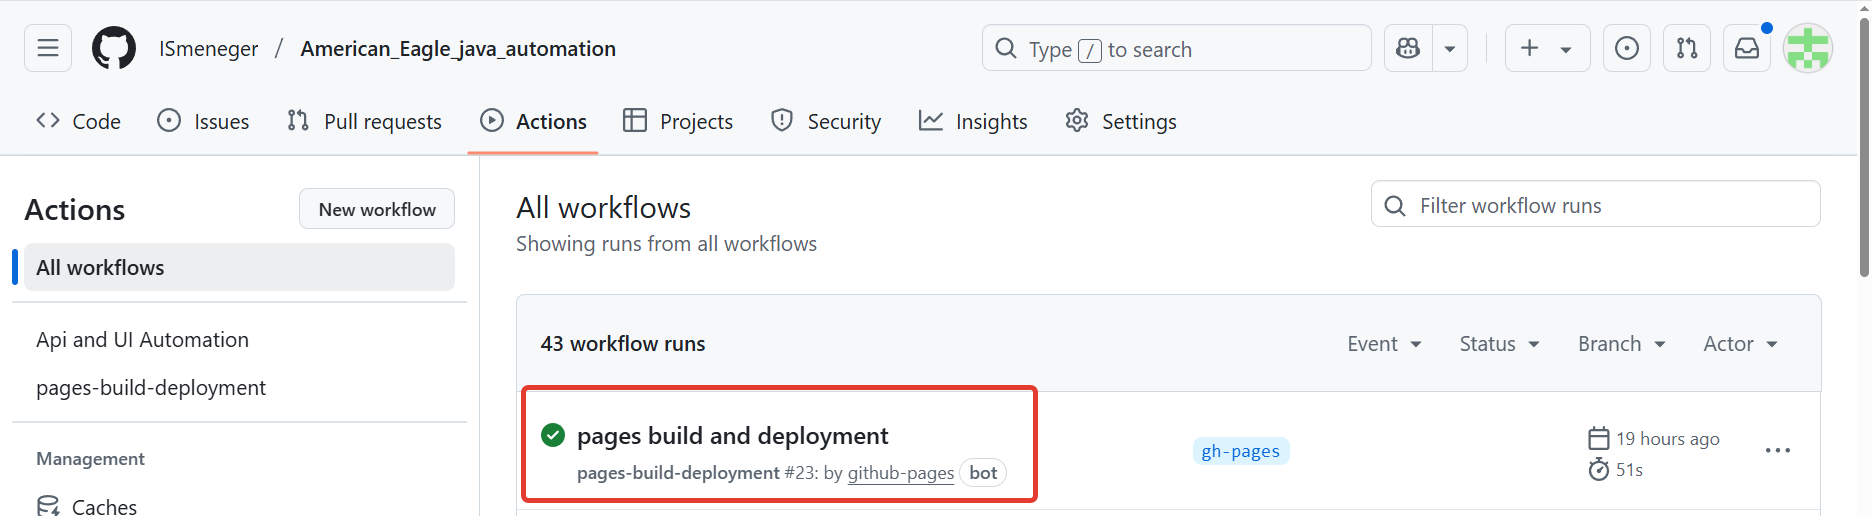 ISmeneger / American_Eagle_java_automation
Type / to search
Code
Issues
Pull requests
Actions
Projects
Security
Insights
Settings
Actions
New workflow
All workflows
Api and UI Automation
pages-build-deployment
Management
Caches
All workflows
Showing runs from all workflows
Filter workflow runs
43 workflow runs
Event
Status
Branch
Actor
pages build and deployment
pages-build-deployment #23: by github-pages bot
gh-pages
19 hours ago
51s